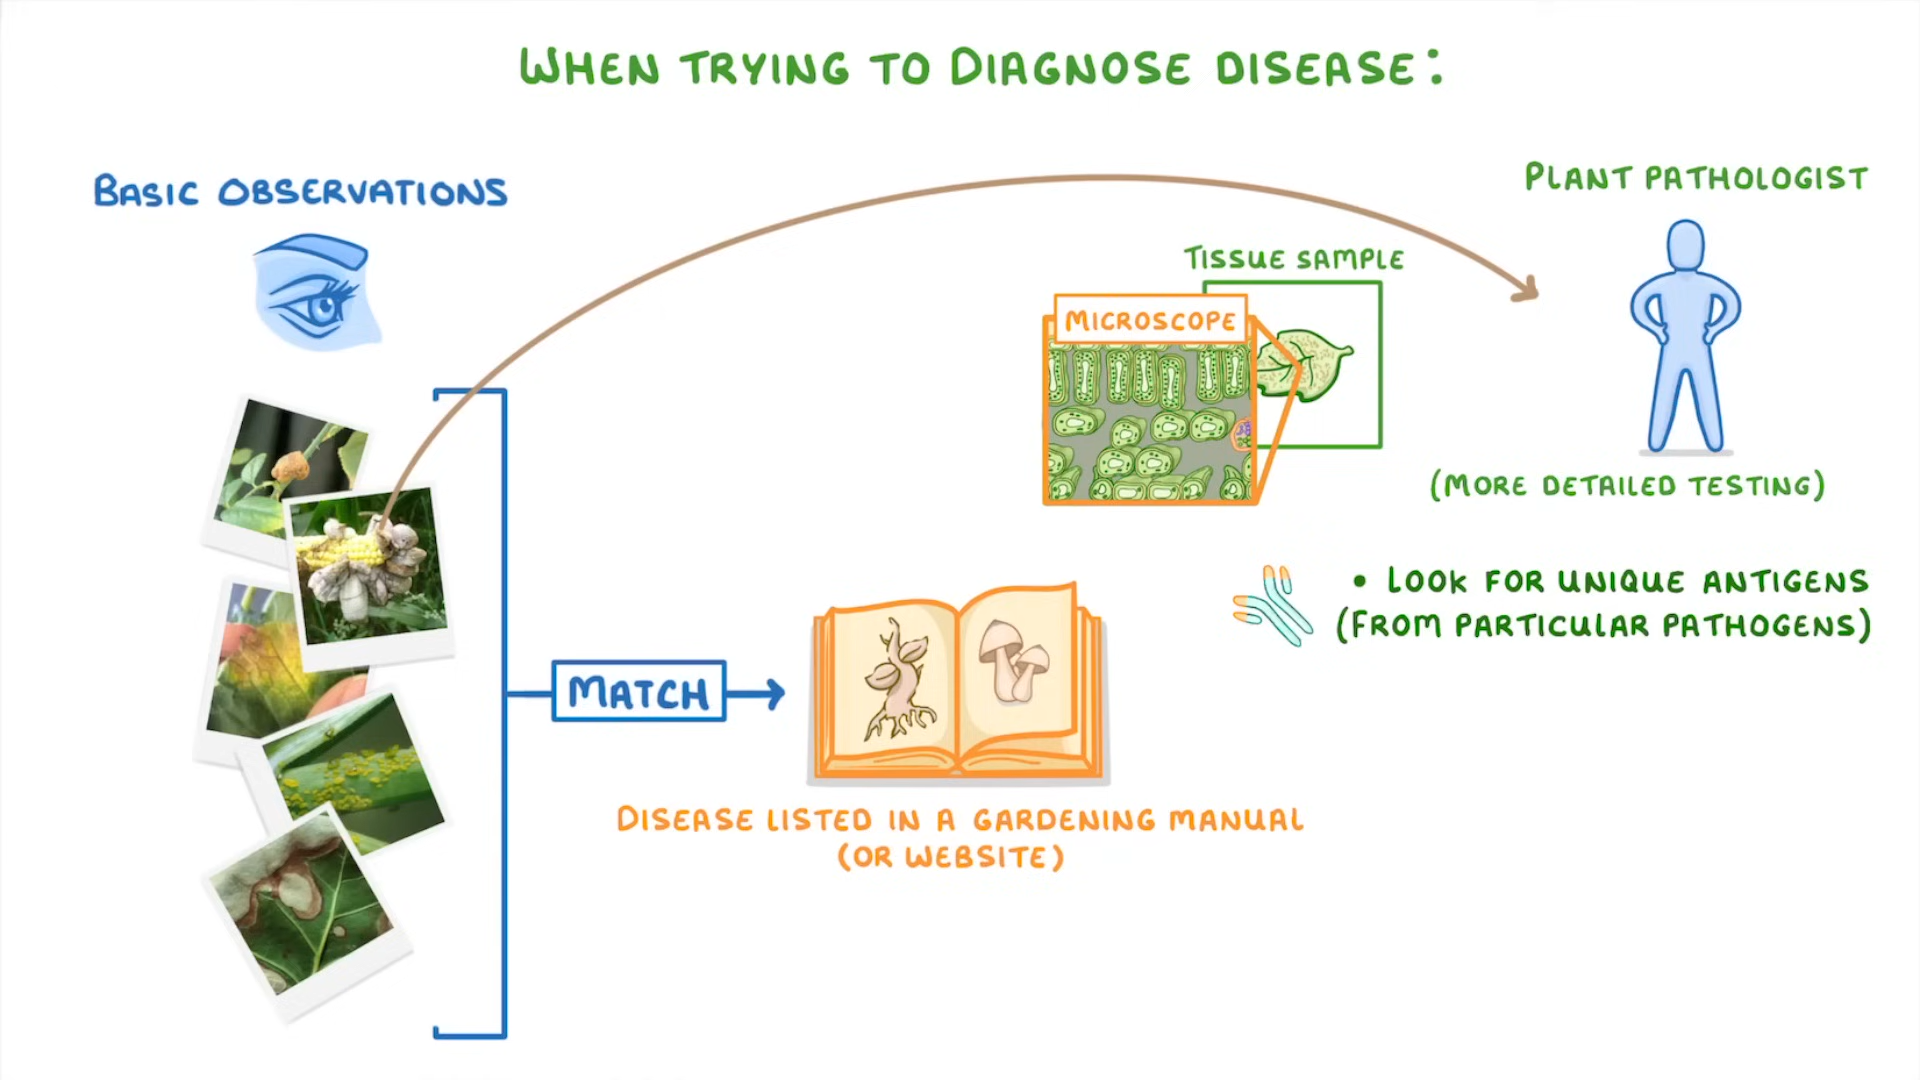 WHEN TRYING TO DIAGNOSE DISEASE:
BASIC OBSERVATIONS
PLANT PATHOLOGIST
TISSUE SAMPLE
MICROSCOPE
(MORE DETAILED TESTING)
• LOOK FOR UNIQUE ANTIGENS
(FROM PARTICULAR PATHOGENS)
MATCH
DISEASE LISTED IN A GARDENING MANUAL
(OR WEBSITE)